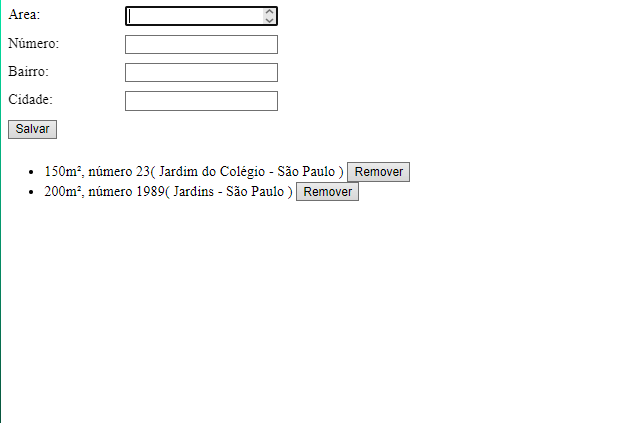 Area:
Número:
Bairro:
Cidade:
Salvar
150m², número 23( Jardim do Colégio - São Paulo ) Remover
200m², número 1989( Jardins - São Paulo ) Remover